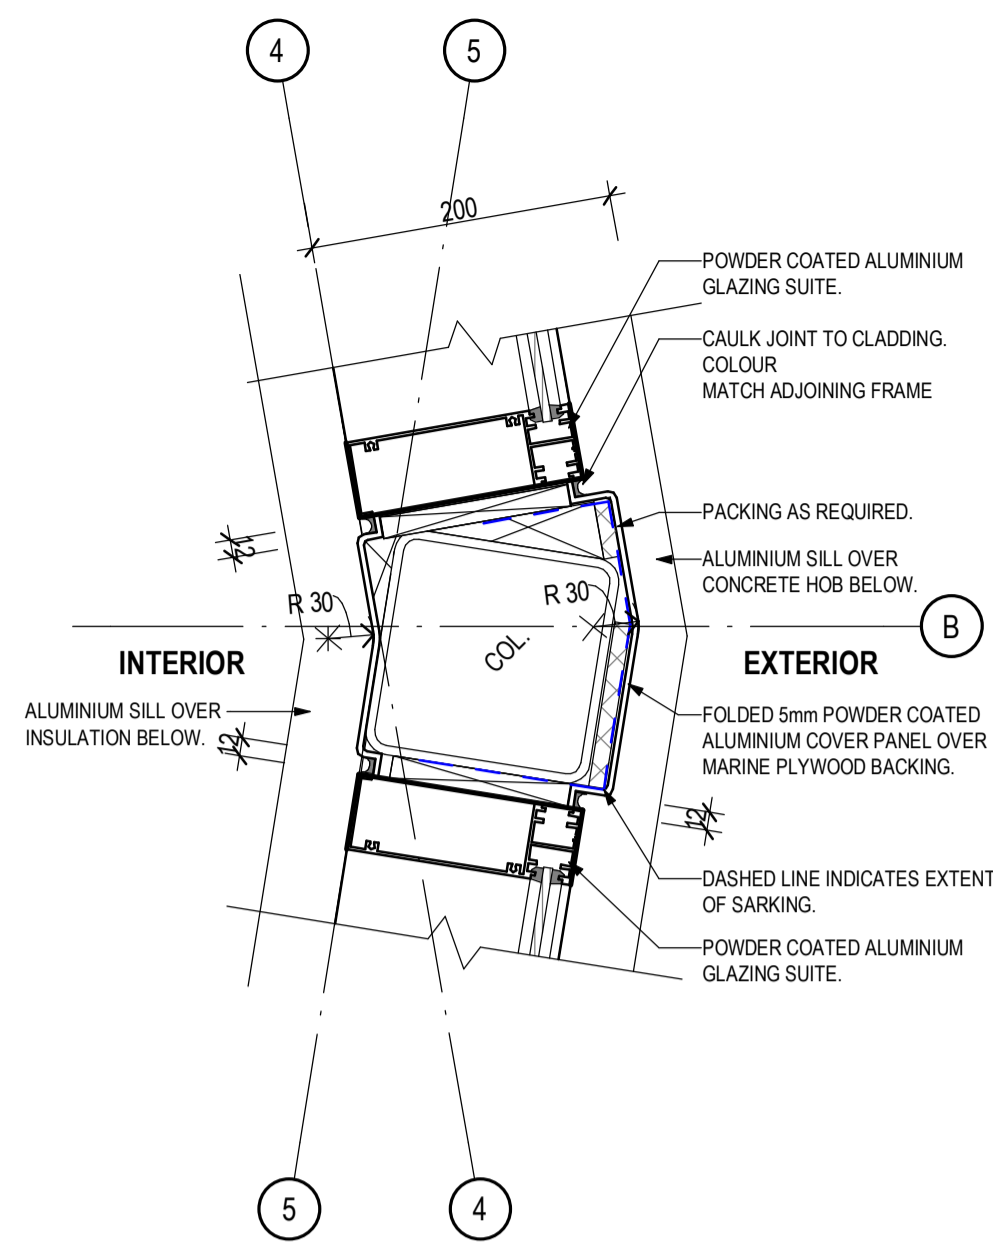 4
5
200
POWDER COATED ALUMINIUM
GLAZING SUITE.
CAULK JOINT TO CLADDING.
COLOUR
MATCH ADJOINING FRAME
PACKING AS REQUIRED.
12
ALUMINIUM SILL OVER
CONCRETE HOB BELOW.
R 30
R 30
B
COL.
INTERIOR
EXTERIOR
ALUMINIUM SILL OVER
INSULATION BELOW.
12
FOLDED 5mm POWDER COATED
ALUMINIUM COVER PANEL OVER
MARINE PLYWOOD BACKING.
12
DASHED LINE INDICATES EXTENT
OF SARKING.
POWDER COATED ALUMINIUM
GLAZING SUITE.
5
4